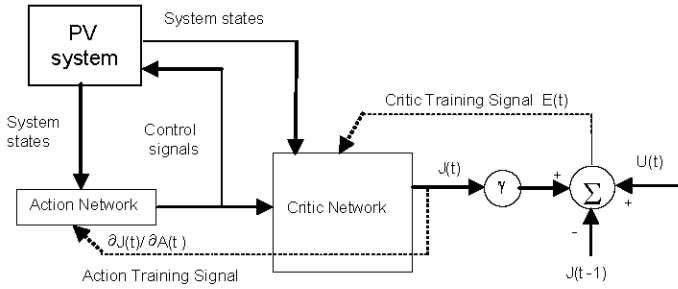 System states
PV
system
Critic Training Signal E(t)
System
states
Control
signals
J(t)
γ
+
Σ
U(t)
+
Action Network
Critic Network
-
∂J(t)/∂A(t)
Action Training Signal
J(t-1)